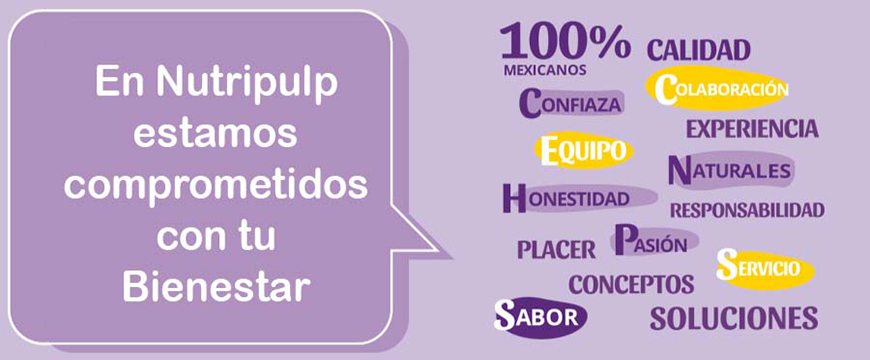 En Nutripulp
estamos
comprometidos
con tu
Bienestar
100%
MEXICANOS
CALIDAD
COLABORACIÓN
CONFIAZA
EXPERIENCIA
EQUIPO
NATURALES
HONESTIDAD
RESPONSABILIDAD
PLACER
PASIÓN
SERVICIO
CONCEPTOS
SABOR
SOLUCIONES